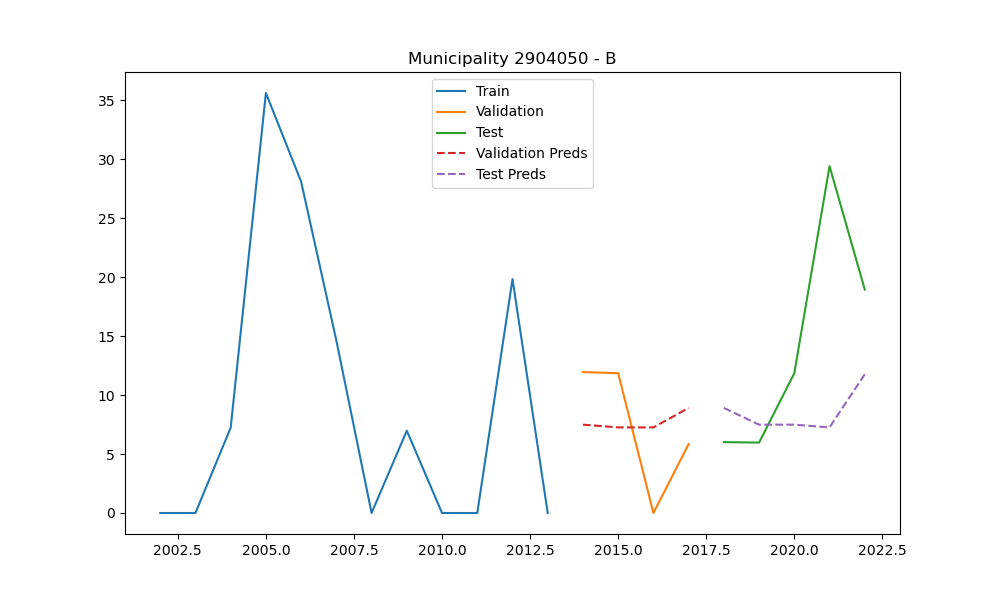 Municipality 2904050 - B
Train
Validation
Test
Validation Preds
Test Preds
35
30
25
20
15
10
5
0
2002.5 2005.0 2007.5 2010.0 2012.5 2015.0 2017.5 2020.0 2022.5